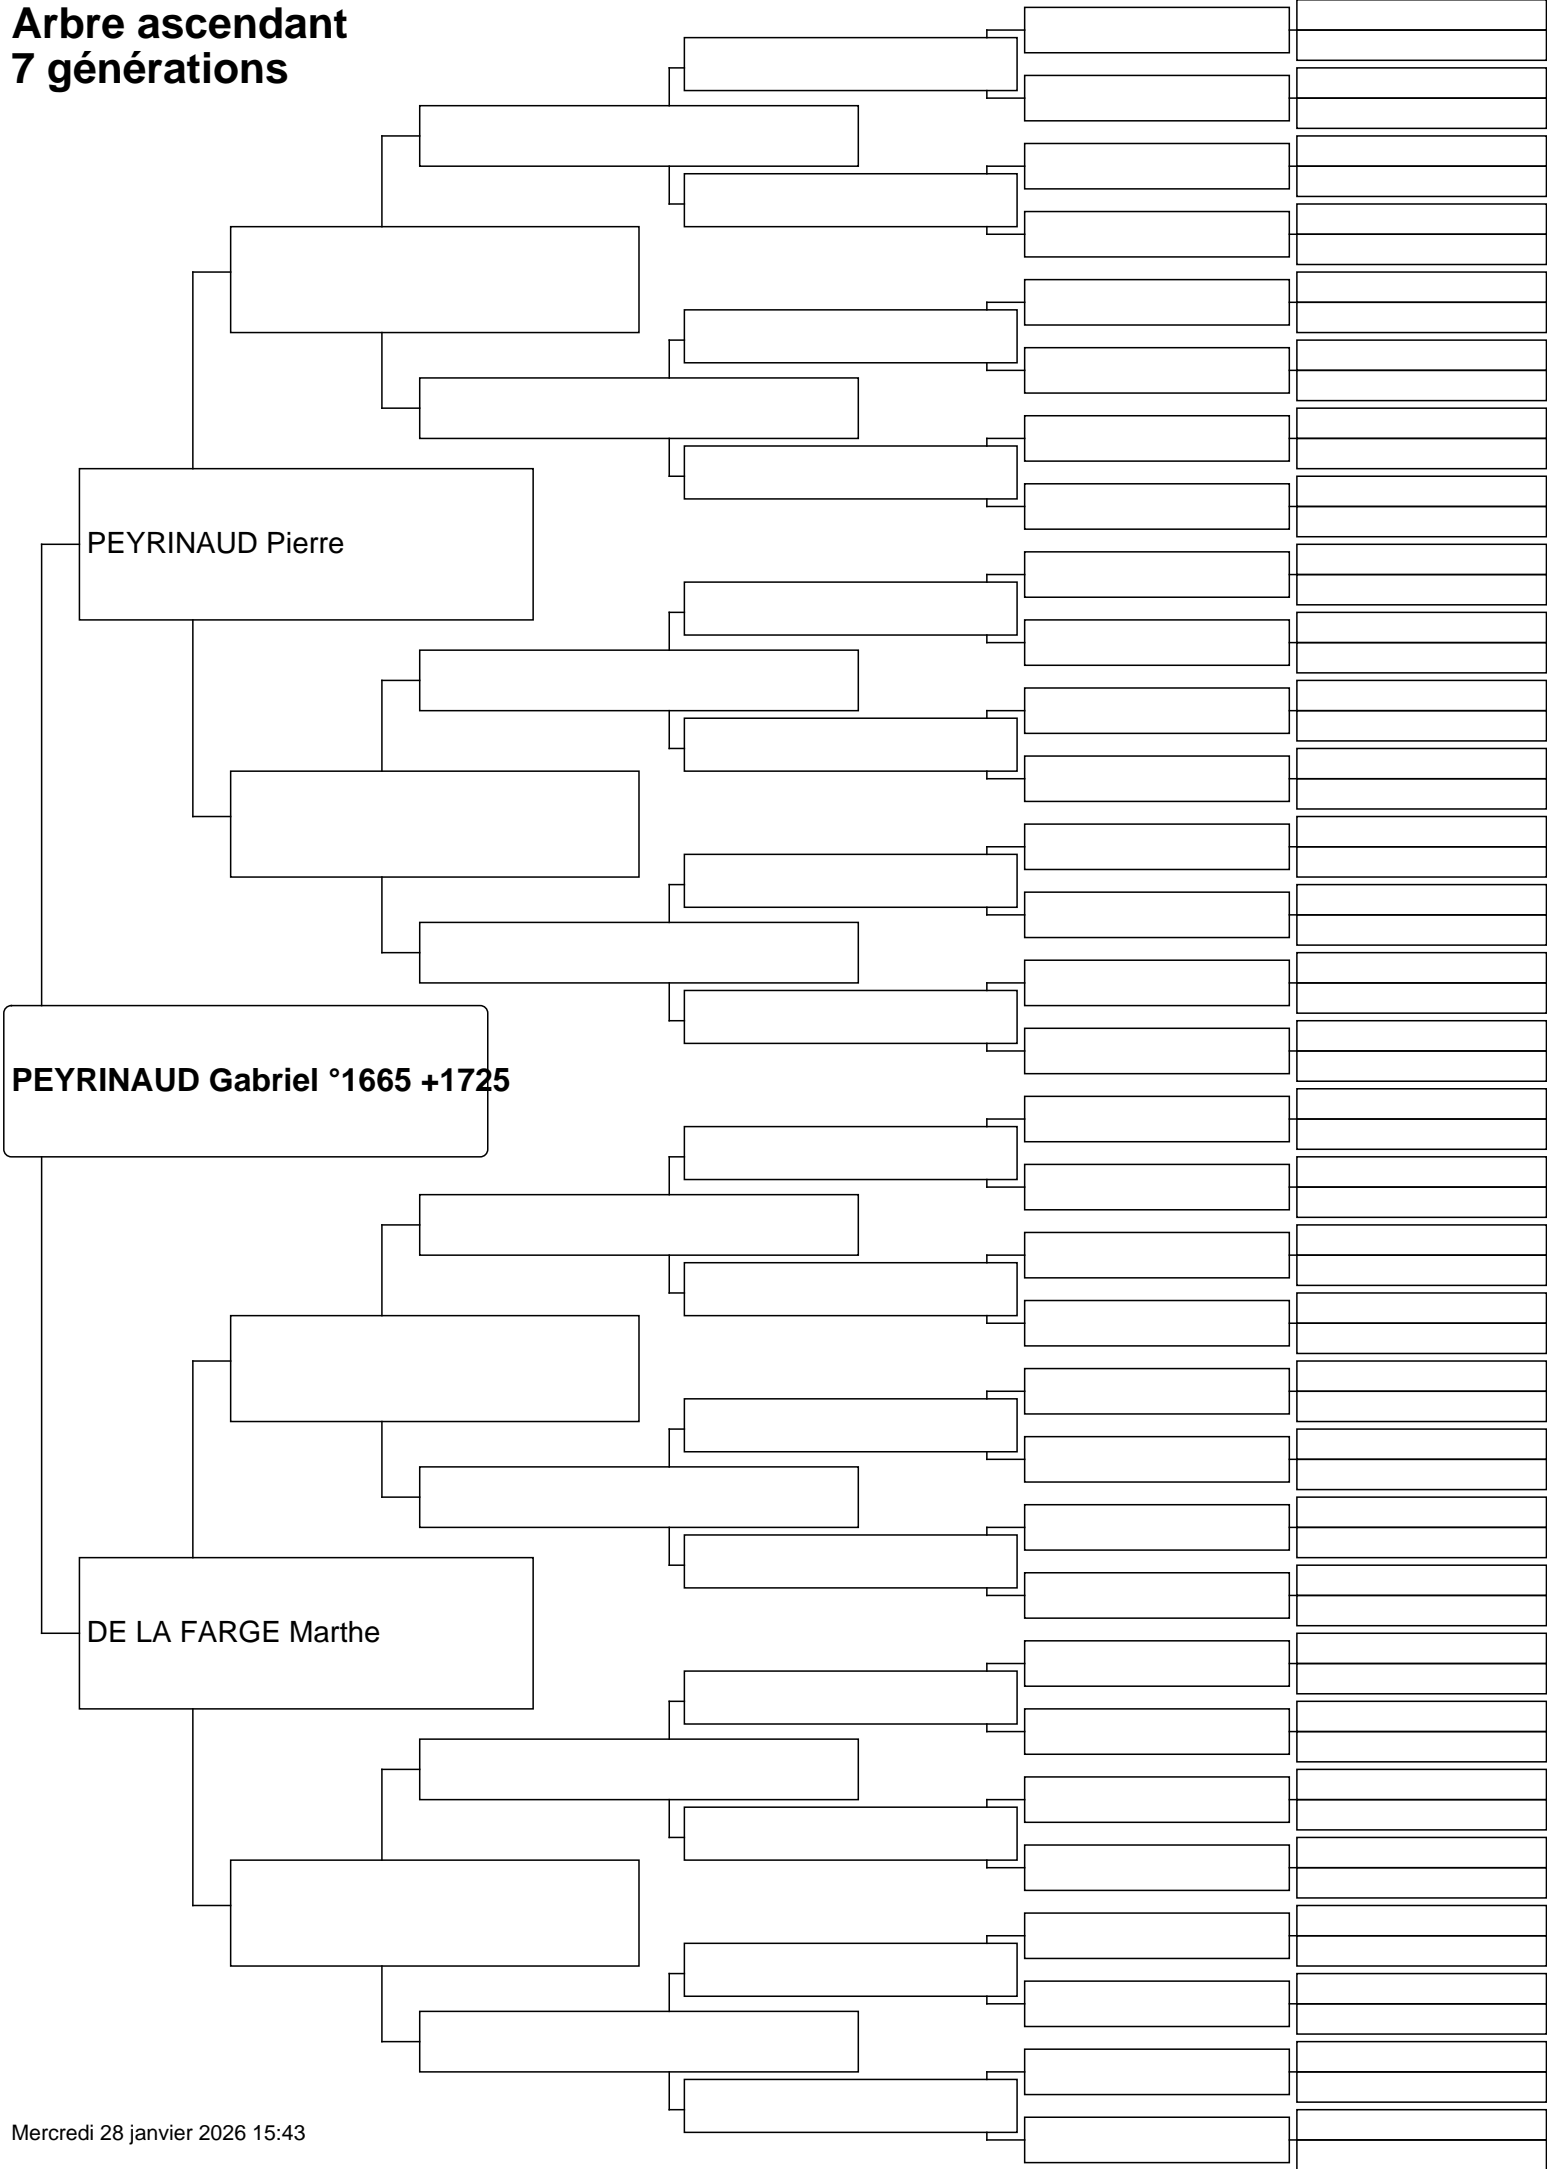 Arbre ascendant
7 générations
PEYRINAUD Pierre
PEYRINAUD Gabriel °1665 +1725
DE LA FARGE Marthe
Mercredi 28 janvier 2026 15:43